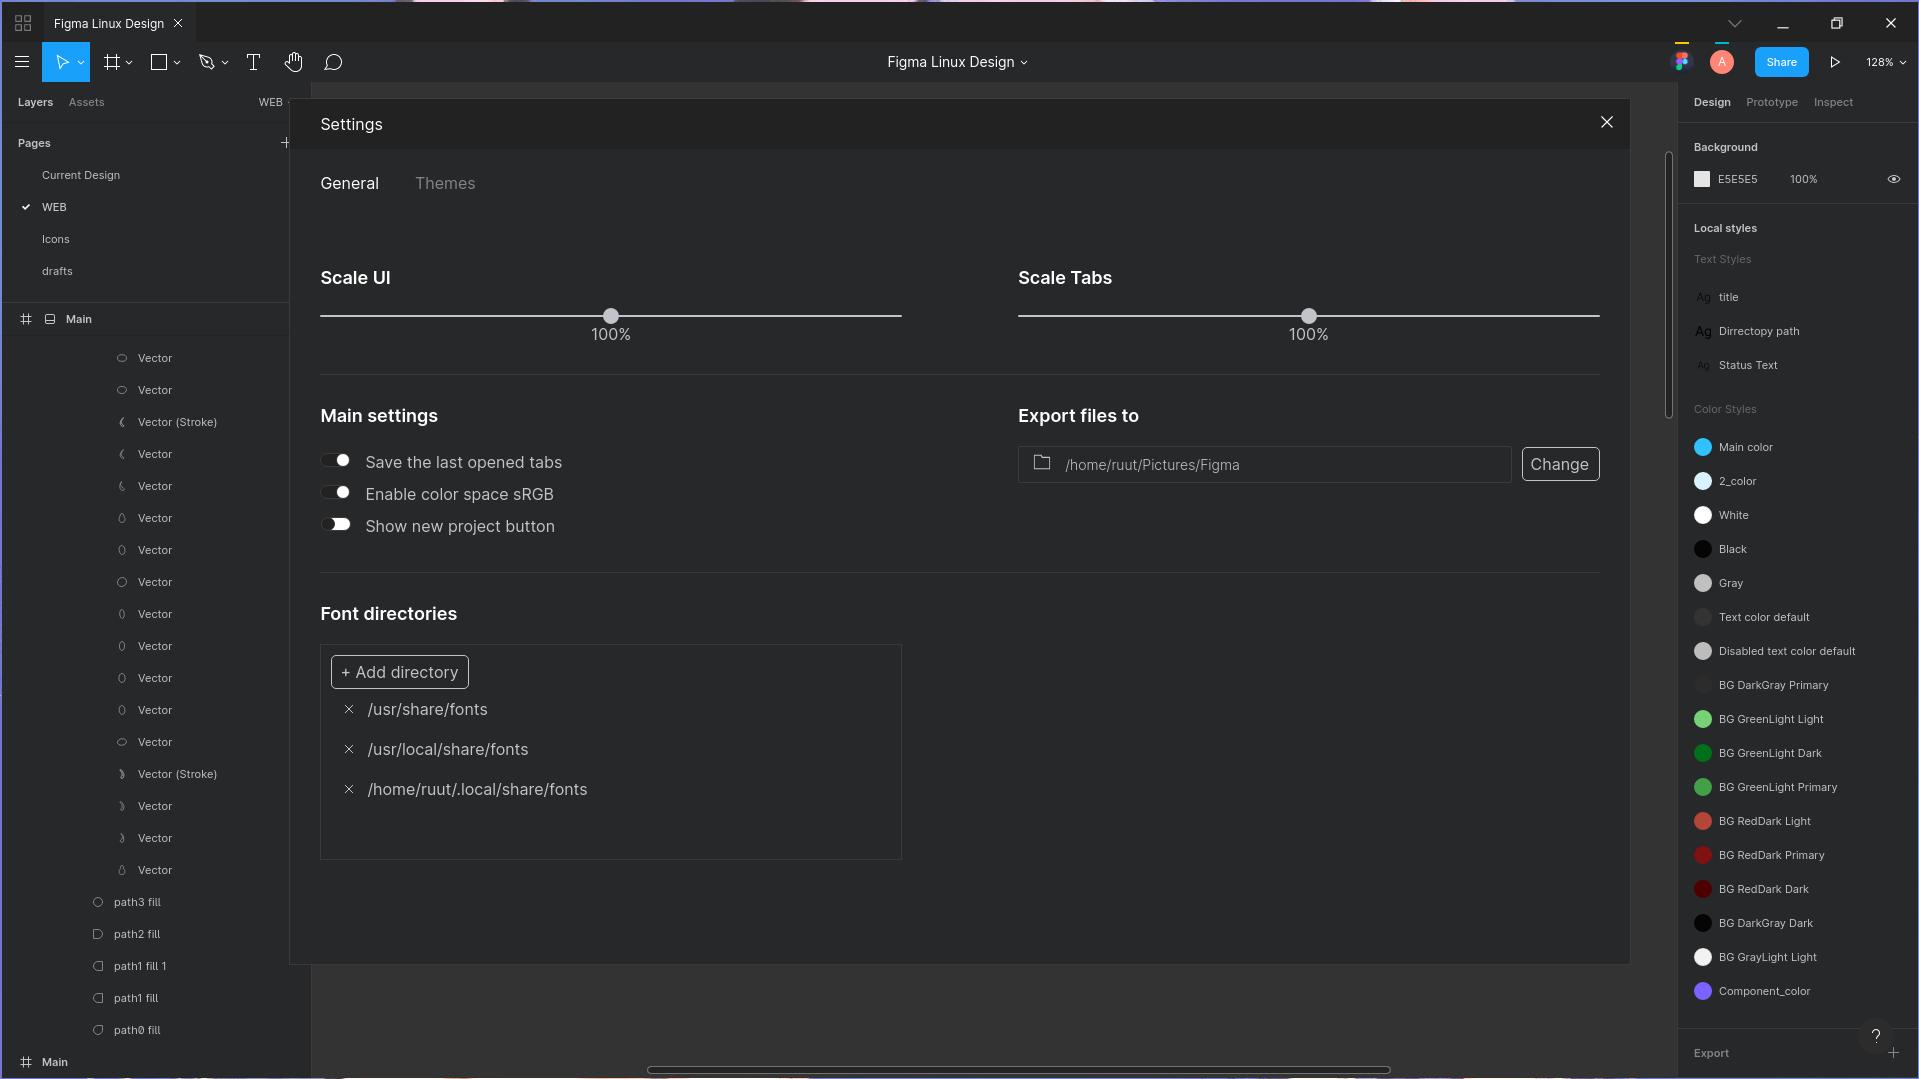 Figma Linux Design
Figma Linux Design
A
Share
128%
Layers
Assets
WEB
Pages
Current Design
WEB
Icons
drafts
Main
Vector
Vector
Vector (Stroke)
Vector
Vector
Vector
Vector
Vector
Vector
Vector
Vector
Vector
Vector
Vector (Stroke)
Vector
Vector
Vector
path3 fill
path2 fill
path1 fill 1
path1 fill
path0 fill
Main
Settings
General
Themes
Scale UI
100%
Scale Tabs
100%
Main settings
Save the last opened tabs
Enable color space sRGB
Show new project button
Export files to
/home/ruut/Pictures/Figma
Change
Font directories
+ Add directory
/usr/share/fonts
/usr/local/share/fonts
/home/ruut/.local/share/fonts
Design
Prototype
Inspect
Background
E5E5E5
100%
Local styles
Text Styles
Ag title
Ag Dirrectopy path
Ag Status Text
Color Styles
Main color
2_color
White
Black
Gray
Text color default
Disabled text color default
BG DarkGray Primary
BG GreenLight Light
BG GreenLight Dark
BG GreenLight Primary
BG RedDark Light
BG RedDark Primary
BG RedDark Dark
BG DarkGray Dark
BG GrayLight Light
Component_color
?
Export